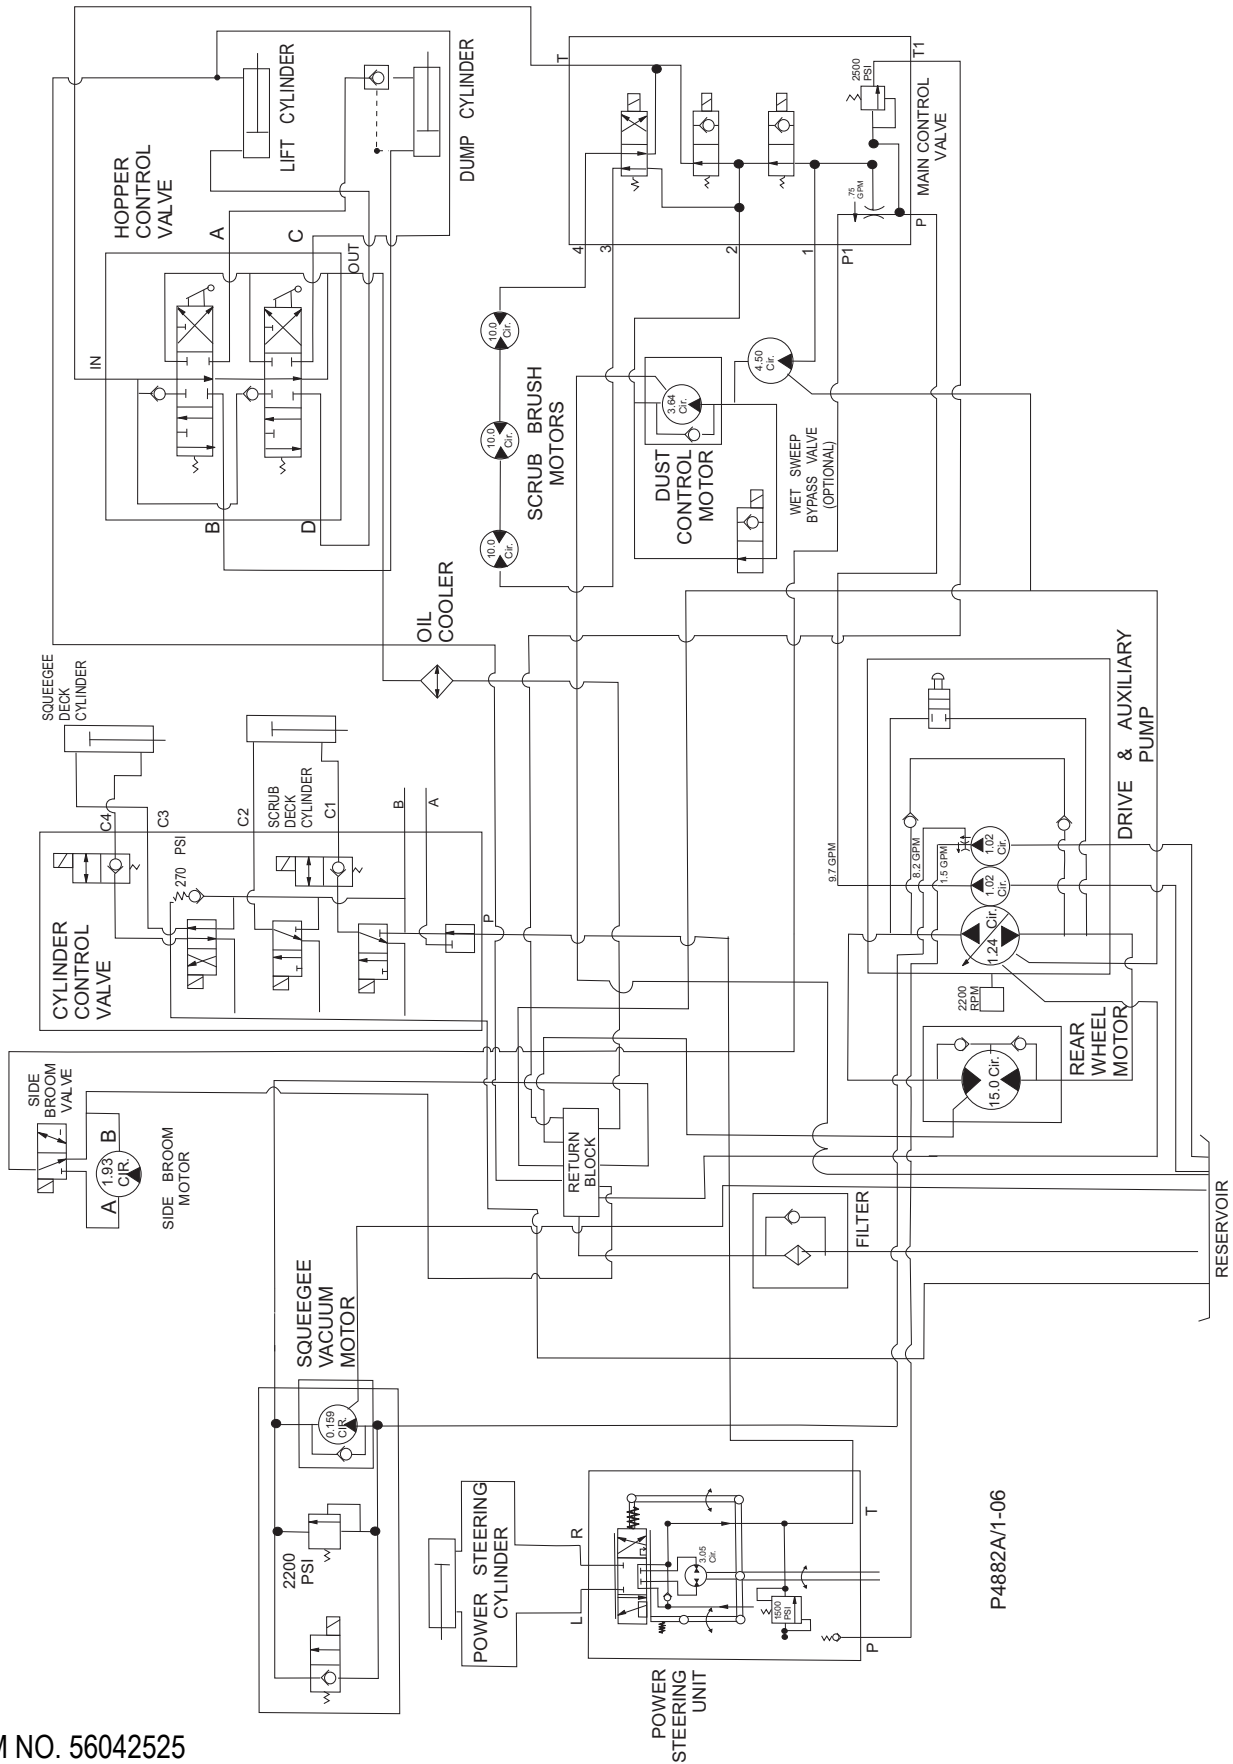 LIFT CYLINDER
DUMP CYLINDER
HOPPER
CONTROL
VALVE
A
C
OUT
IN
B
D
T
T1
2500
PSI
MAIN CONTROL
VALVE
.75
GPM
P
4
3
2
1
P1
10.0
Cir.
10.0
Cir.
10.0
Cir.
SCRUB BRUSH
MOTORS
3.64
Cir.
4.50
Cir.
DUST
CONTROL
MOTOR
WET SWEEP
BYPASS VALVE
(OPTIONAL)
OIL
COOLER
SQUEEGEE
DECK
CYLINDER
C4
C3
C2
SCRUB
DECK
CYLINDER
C1
B
A
270 PSI
P
CYLINDER
CONTROL
VALVE
DRIVE & AUXILIARY
PUMP
9.7 GPM
8.2 GPM
1.5 GPM
1.02
Cir.
1.02
Cir.
1.24 Cir.
2200
RPM
15.0 Cir.
REAR
WHEEL
MOTOR
SIDE
BROOM
VALVE
1.93
CIR.
A
B
SIDE BROOM
MOTOR
RETURN
BLOCK
FILTER
RESERVOIR
SQUEEGEE
VACUUM
MOTOR
0.159
CIR.
2200
PSI
POWER STEERING
CYLINDER
R
L
3.05
Cir.
1500
PSI
T
P
POWER
STEERING
UNIT
P4882A/1-06
M NO. 56042525